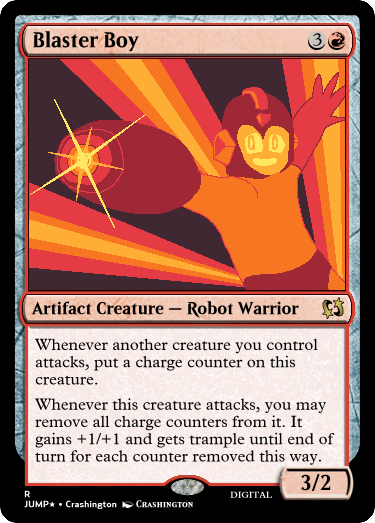 Blaster Boy 3
Artifact Creature — Robot Warrior
Whenever another creature you control
attacks, put a charge counter on this
creature.
Whenever this creature attacks, you may
remove all charge counters from it. It
gains +1/+1 and gets trample until end of
turn for each counter removed this way.
3/2
R
JUMP★ • Crashington CRASHINGTON DIGITAL